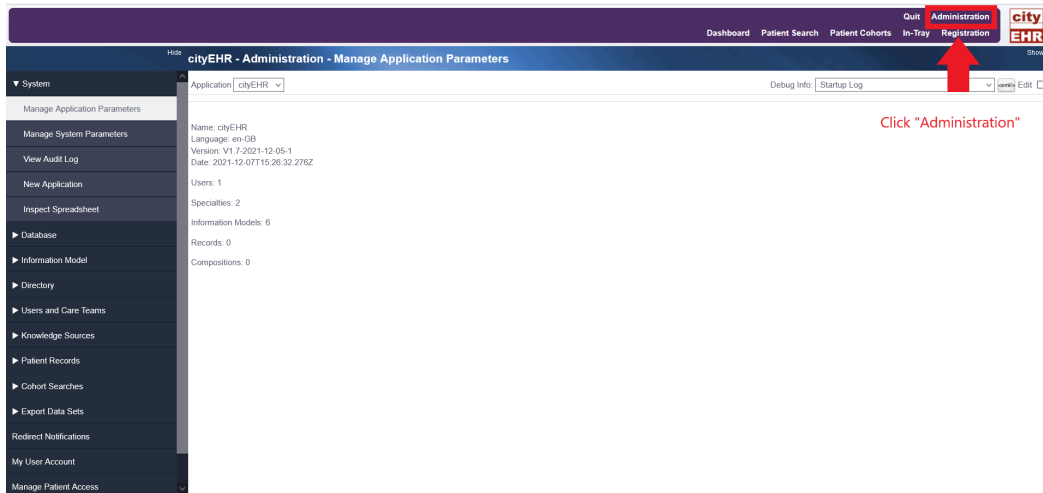 Quit Administration
city
EHR
Dashboard Patient Search Patient Cohorts In-Tray Registration
Hide
cityEHR - Administration - Manage Application Parameters
Show
▼ System
Manage Application Parameters
Manage System Parameters
View Audit Log
New Application
Inspect Spreadsheet
▶ Database
▶ Information Model
▶ Directory
▶ Users and Care Teams
▶ Knowledge Sources
▶ Patient Records
▶ Cohort Searches
▶ Export Data Sets
Redirect Notifications
My User Account
Manage Patient Access
Application cityEHR
Debug Info: Startup Log
Edit
Click "Administration"
Name: cityEHR
Language: en-GB
Version: V1.7-2021-12-05-1
Date: 2021-12-07T15:26:32.276Z
Users: 1
Specialties: 2
Information Models: 6
Records: 0
Compositions: 0